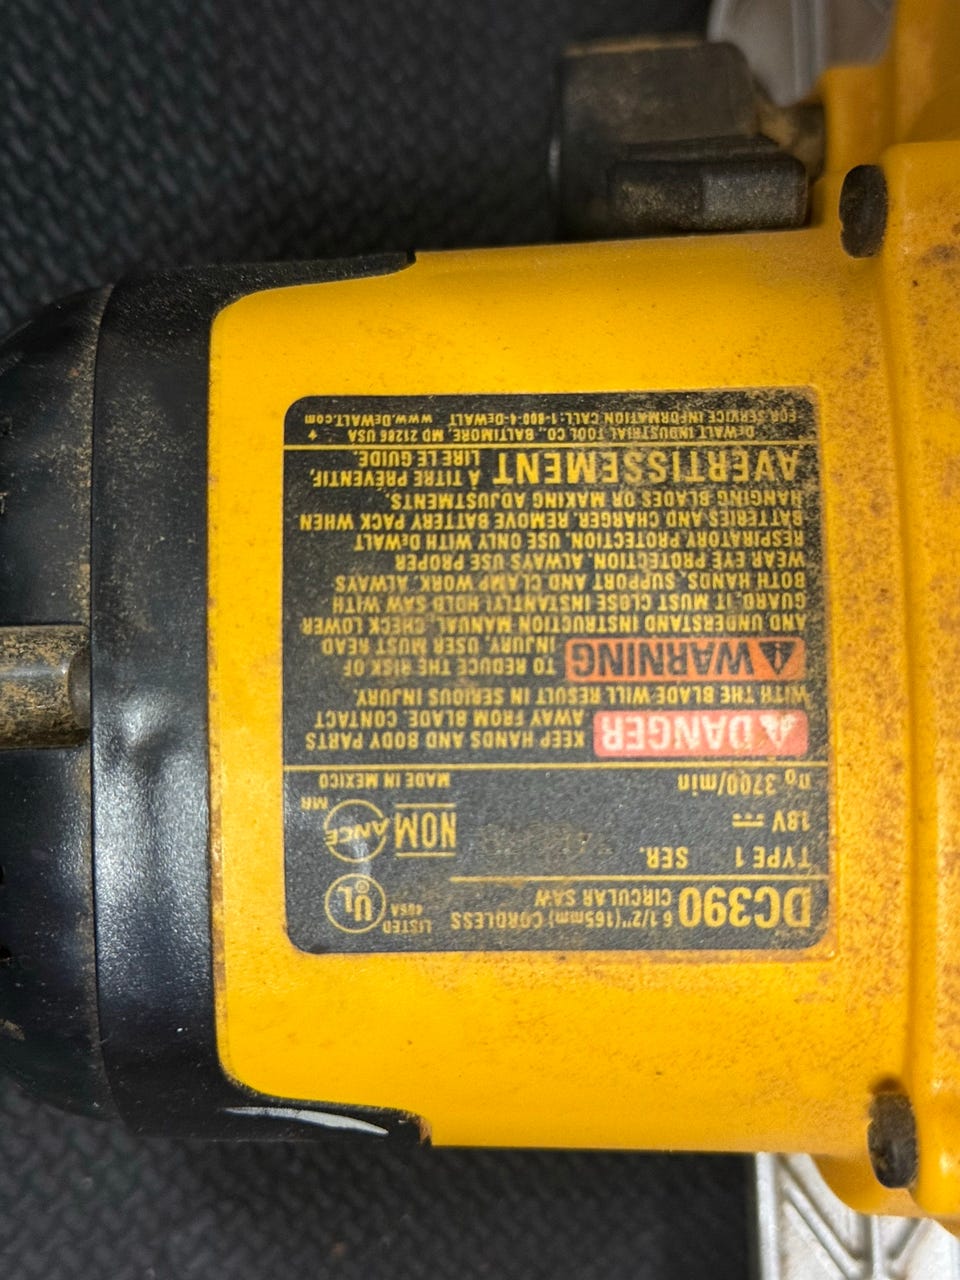 DC390
6 1/2"(165mm) CORDLESS
CIRCULAR SAW
LISTED
UL
TYPE 1 SER.
18V
NOM
ANCE
MR
n₀ 3700/min MADE IN MEXICO
DANGER KEEP HANDS AND BODY PARTS
AWAY FROM BLADE. CONTACT
WITH THE BLADE WILL RESULT IN SERIOUS INJURY.
WARNING TO REDUCE THE RISK OF
INJURY, USER MUST READ
AND UNDERSTAND INSTRUCTION MANUAL. CHECK LOWER
GUARD, IT MUST CLOSE INSTANTLY! HOLD SAW WITH
BOTH HANDS, SUPPORT AND CLAMP WORK. ALWAYS
WEAR EYE PROTECTION. ALWAYS USE PROPER
RESPIRATORY PROTECTION. USE ONLY WITH DeWALT
BATTERIES AND CHARGER. REMOVE BATTERY PACK WHEN
HANGING BLADES OR MAKING ADJUSTMENTS.
AVERTISSEMENT À TITRE PRÉVENTIF,
LIRE LE GUIDE.
DeWALT INDUSTRIAL TOOL CO., BALTIMORE, MD 21286 USA
FOR SERVICE INFORMATION CALL:1-800-4-DeWALT www.DeWALT.com